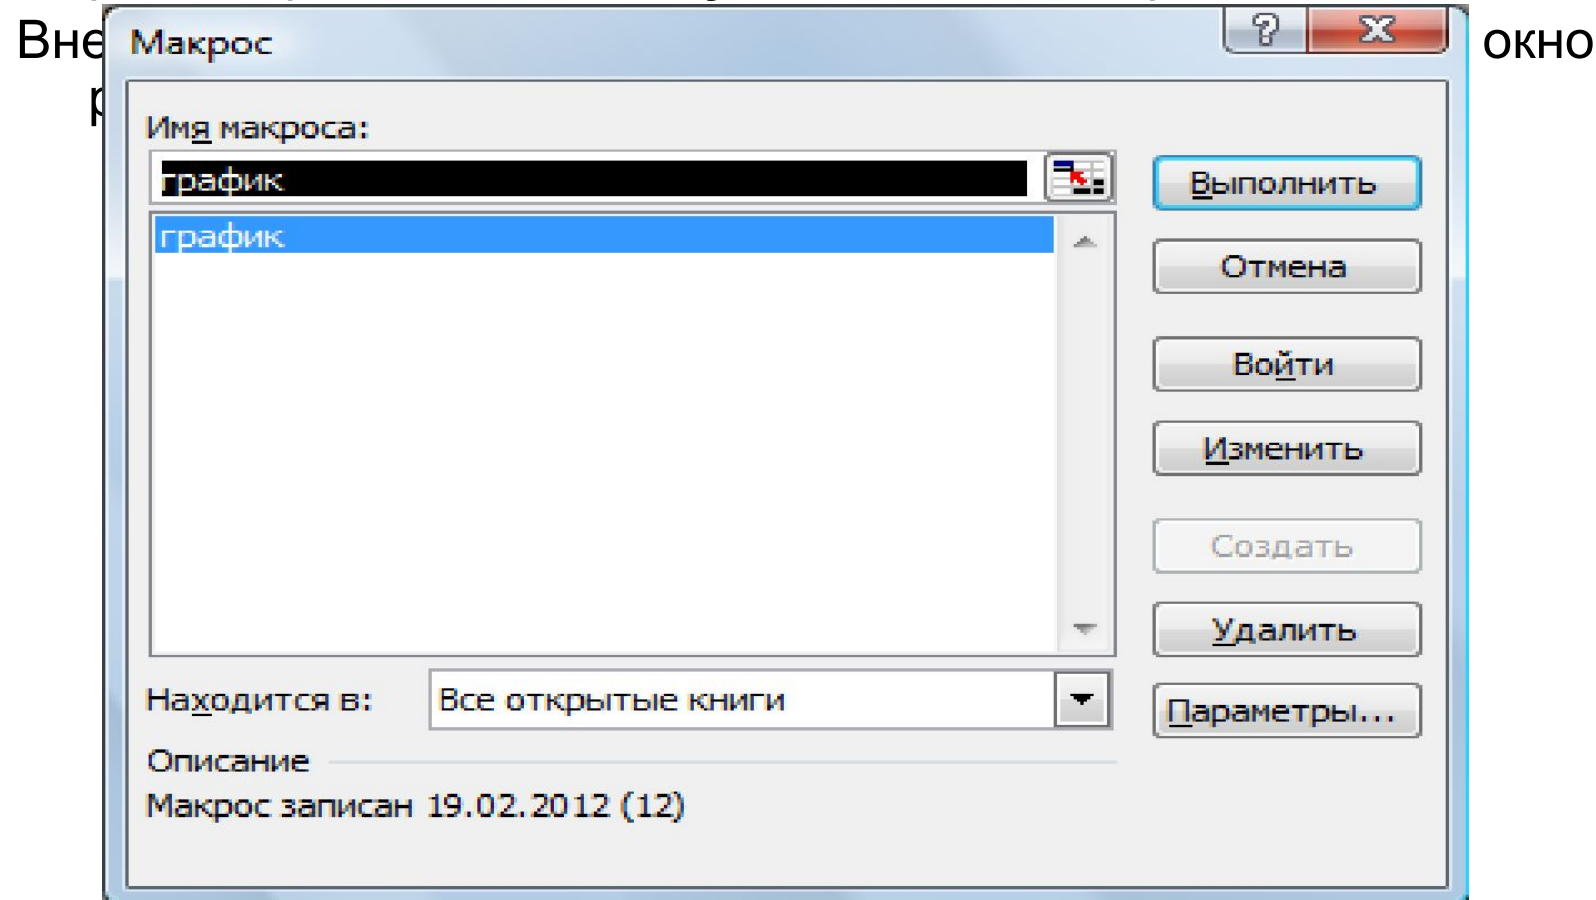 Макрос
окно
Имя макроса:
график
Выполнить
график
Отмена
Войти
Изменить
Создать
Удалить
Находится в: Все открытые книги
Параметры...
Описание
Макрос записан 19.02.2012 (12)